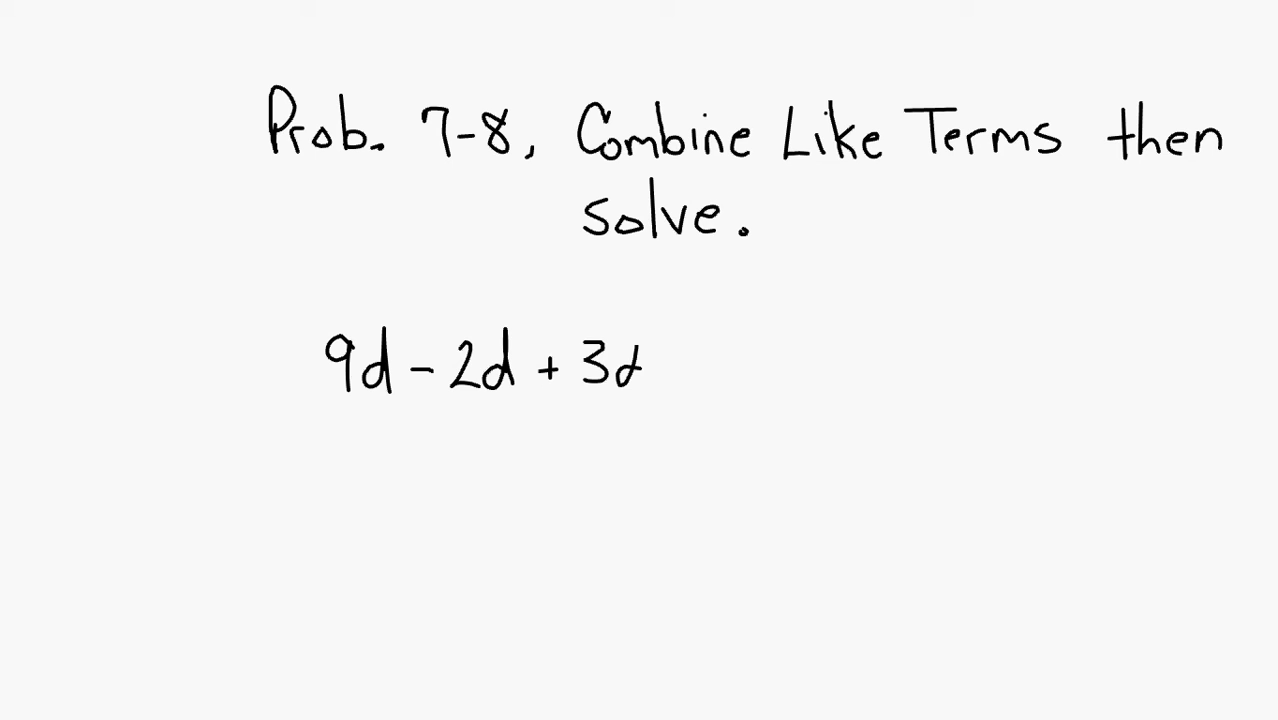 Prob. 7-8, Combine Like Terms then
solve.
9d - 2d + 3d